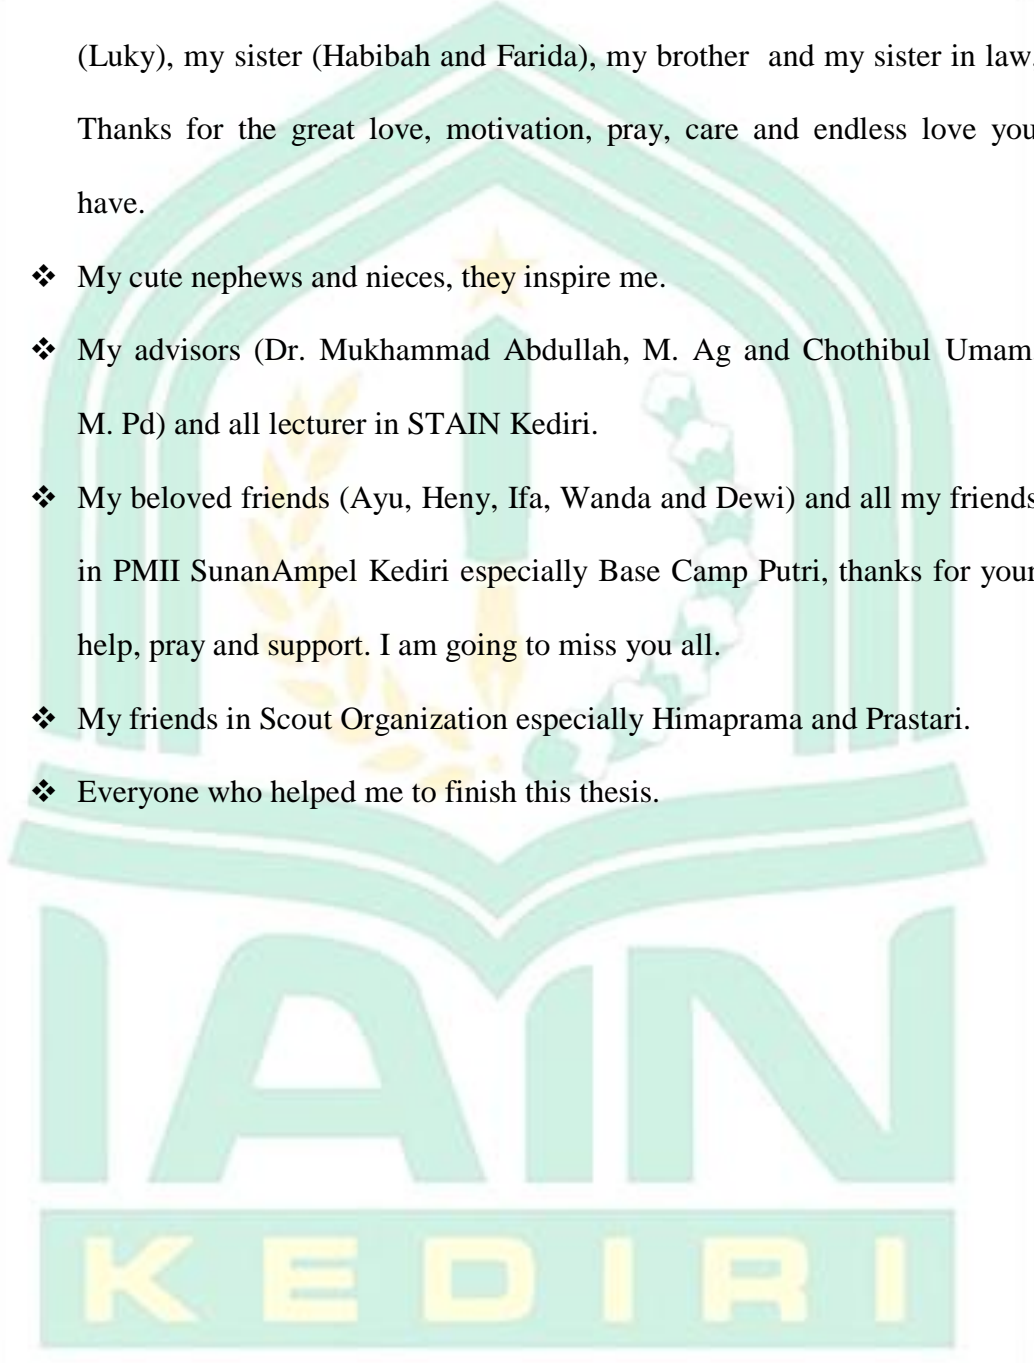 (Luky), my sister (Habibah and Farida), my brother  and my sister in law.
Thanks for the great love, motivation, pray, care and endless love you
have.
❖ My cute nephews and nieces, they inspire me.
❖ My advisors (Dr. Mukhammad Abdullah, M. Ag and Chothibul Umam
M. Pd) and all lecturer in STAIN Kediri.
❖ My beloved friends (Ayu, Heny, Ifa, Wanda and Dewi) and all my friends
in PMII SunanAmpel Kediri especially Base Camp Putri, thanks for your
help, pray and support. I am going to miss you all.
❖ My friends in Scout Organization especially Himaprama and Prastari.
❖ Everyone who helped me to finish this thesis.
IAIN
KEDIRI